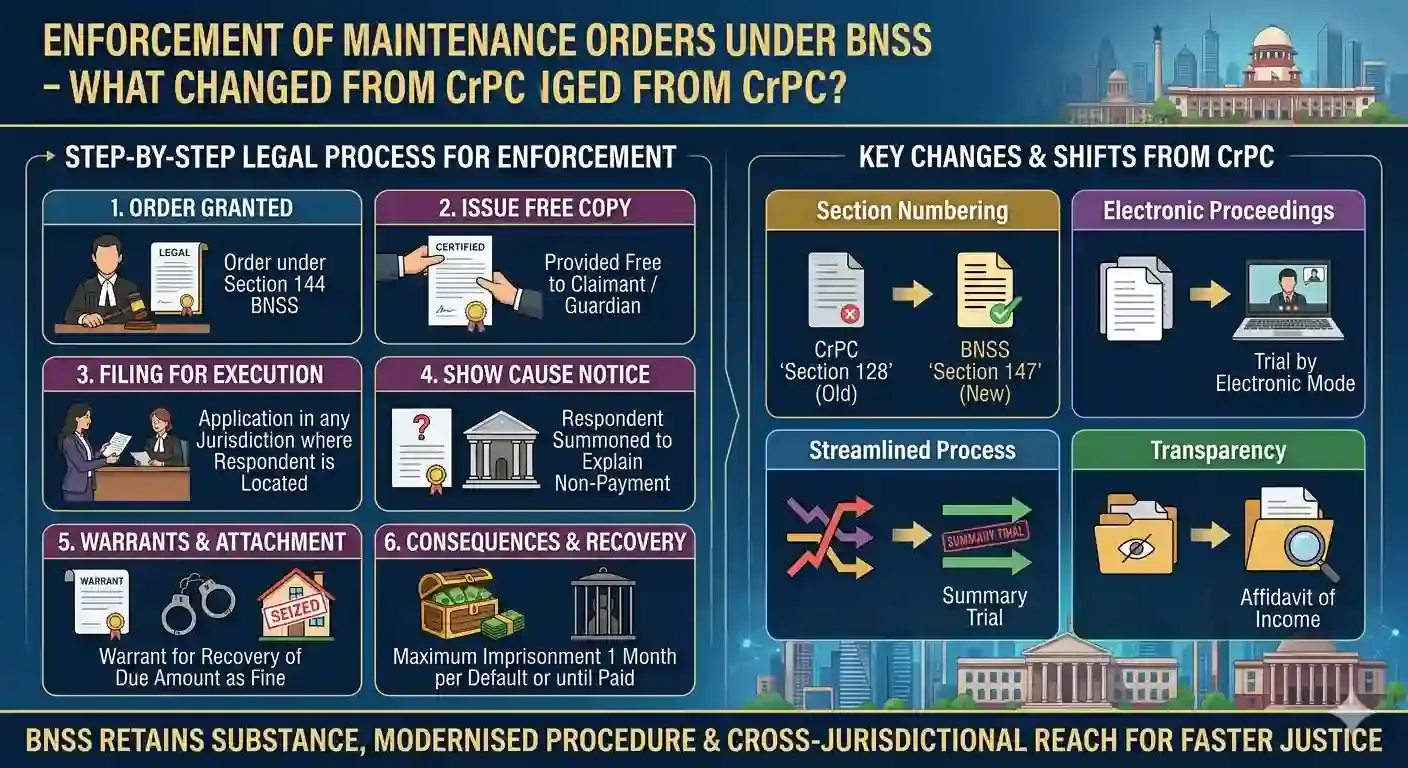 ENFORCEMENT OF MAINTENANCE ORDERS UNDER BNSS
– WHAT CHANGED FROM CrPC IGED FROM CrPC?
STEP-BY-STEP LEGAL PROCESS FOR ENFORCEMENT
1. ORDER GRANTED
LEGAL
Order under
Section 144
BNSS
2. ISSUE FREE COPY
CERTIFIED
Provided Free
to Claimant /
Guardian
3. FILING FOR EXECUTION
Application in any
Jurisdiction where
Respondent is
Located
4. SHOW CAUSE NOTICE
?
Respondent
Summoned to
Explain
Non-Payment
5. WARRANTS & ATTACHMENT
WARRANT
SEIZED
Warrant for Recovery of
Due Amount as Fine
6. CONSEQUENCES & RECOVERY
Maximum Imprisonment 1 Month
per Default or until Paid
KEY CHANGES & SHIFTS FROM CrPC
Section Numbering
CrPC
‘Section 128’
(Old)
BNSS
‘Section 147’
(New)
Electronic Proceedings
Trial by
Electronic Mode
Streamlined Process
SUMMARY
Summary
Trial
Transparency
Affidavit of
Income
BNSS RETAINS SUBSTANCE, MODERNISED PROCEDURE & CROSS-JURISDICTIONAL REACH FOR FASTER JUSTICE